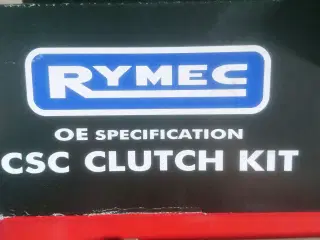 RYMEC
OE SPECIFICATION
CSC CLUTCH KIT